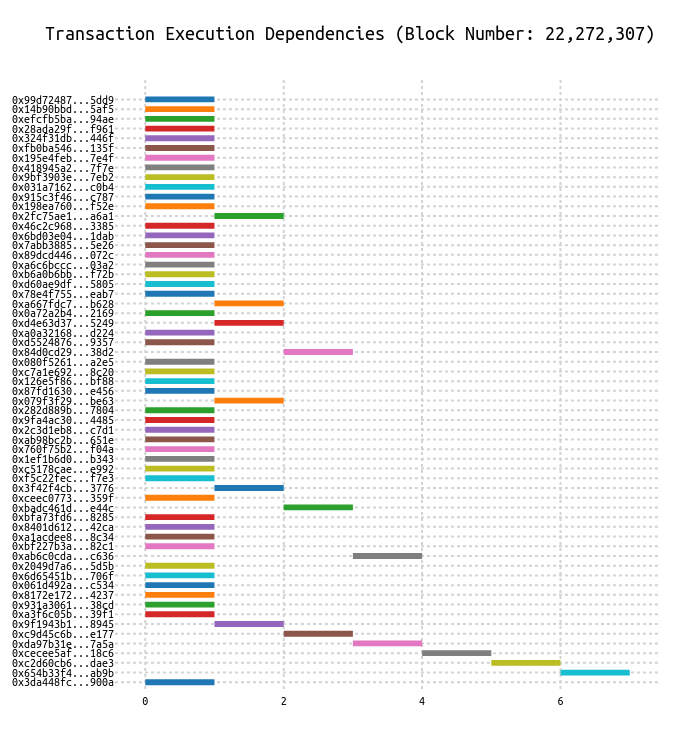 Transaction Execution Dependencies (Block Number: 22,272,307)
0x99d72487...5dd9
0x14b90bbd...5af5
0xefcfb5ba...94ae
0x28ada29f...f961
0x324f31db...446f
0xfb0ba546...135f
0x195e4feb...7e4f
0x418945a2...7f7e
0x9bf3903e...7eb2
0x031a7162...c0b4
0x915c3f46...c787
0x198ea760...f52e
0x2fc75ae1...a6a1
0x46c2c968...3385
0x6bd03e04...1dab
0x7abb3885...5e26
0x89dcd446...072c
0xa6c6bccc...03a2
0xb6a0b6bb...f72b
0xd60ae9df...5805
0x78e4f755...eab7
0xa667fdc7...b628
0x0a72a2b4...2169
0xd4e63d37...5249
0xa0a32168...d224
0xd5524876...9357
0x84d0cd29...38d2
0x080f5261...a2e5
0xc7a1e692...8c20
0x126e5f86...bf88
0x87fd1630...e456
0x079f3f29...be63
0x282d889b...7804
0x9fa4ac30...4485
0x2c3d1eb8...c7d1
0xab98bc2b...651e
0x760f75b2...f04a
0x1ef1b6d0...b343
0xc5178cae...e992
0xf5c22fec...f7e3
0x3f42f4cb...3776
0xceec0773...359f
0xbadc461d...e44c
0xbfa73fd6...8285
0x8401d612...42ca
0xa1acdee8...8c34
0xbf227b3a...82c1
0xab6c0cda...c636
0x2049d7a6...5d5b
0x6d65451b...706f
0x061d492a...c534
0x8172e172...4237
0x931a3061...38cd
0xa3f6c05b...39f1
0x9f1943b1...8945
0xc9d45c6b...e177
0xda97b31e...7a5a
0xcecee5af...18c6
0xc2d60cb6...dae3
0x654b33f4...ab9b
0x3da448fc...900a
0 2 4 6